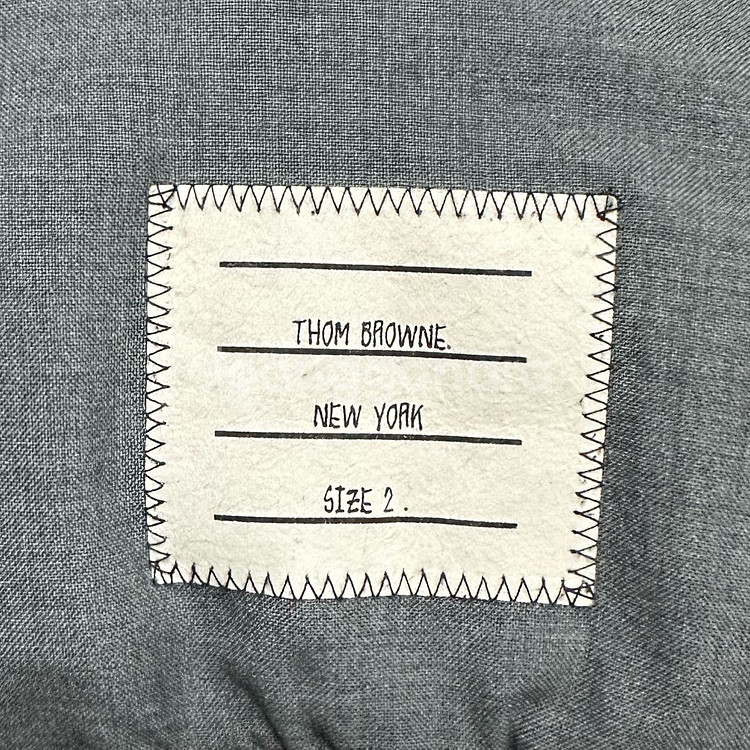 THOM BROWNE.
NEW YORK
SIZE 2.